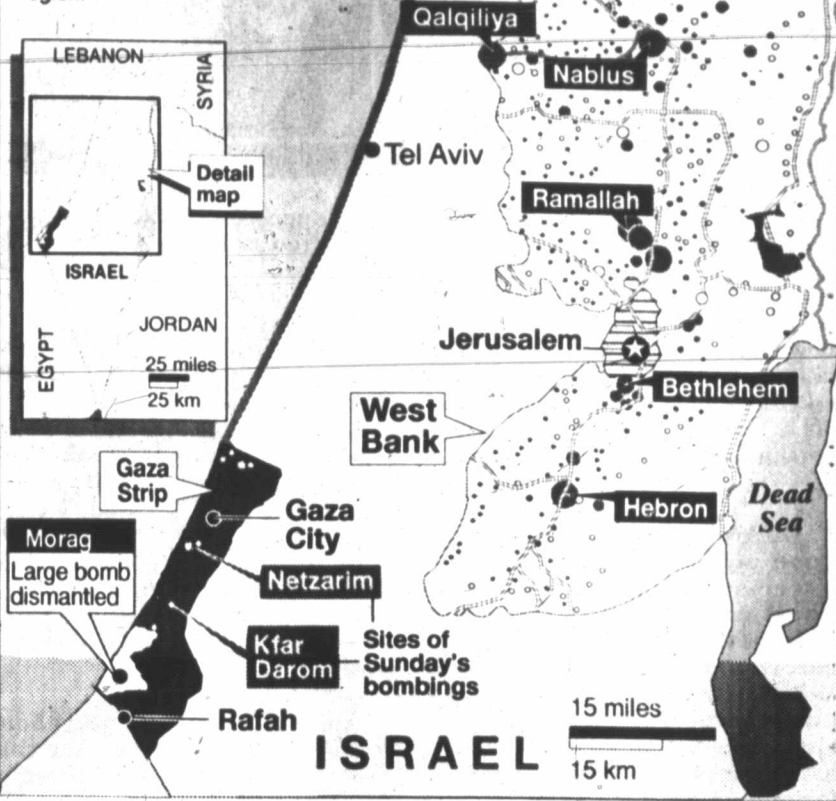 Qalqiliya
LEBANON
SYRIA
Nablus
Tel Aviv
Detail
map
Ramallah
ISRAEL
JORDAN
EGYPT
25 miles
25 km
Jerusalem
Bethlehem
West
Bank
Gaza
Strip
Hebron
Dead
Sea
Gaza
City
Morag
Large bomb
dismantled
Netzarim
Kfar
Darom
Sites of
Sunday's
bombings
Rafah
15 miles
ISRAEL
15 km